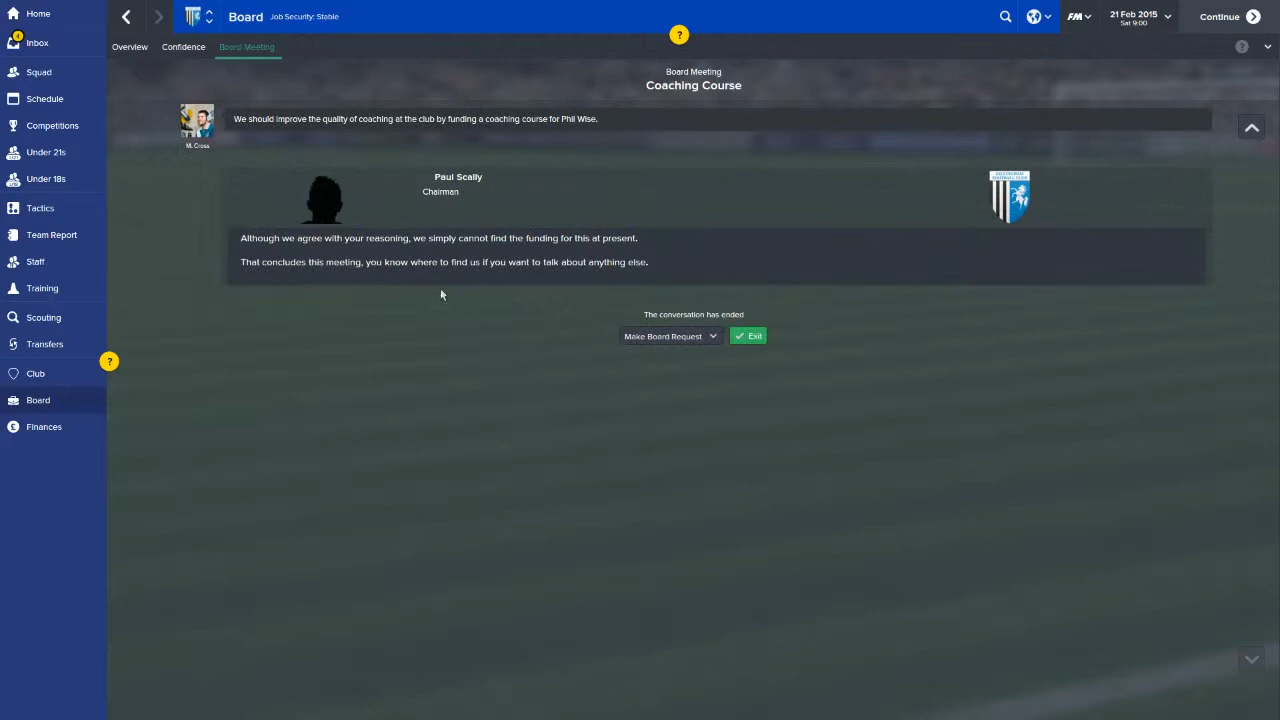 Home
Board Job Security: Stable
FM
21 Feb 2015
Sat 9:00
Continue
4
Inbox
Overview Confidence Board Meeting
Squad
Schedule
Competitions
Under 21s
Under 18s
Tactics
Team Report
Staff
Training
Scouting
Transfers
Club
Board
Finances
Board Meeting
Coaching Course
We should improve the quality of coaching at the club by funding a coaching course for Phil Wise.
M. Cross
Paul Scally
Chairman
Although we agree with your reasoning, we simply cannot find the funding for this at present.
That concludes this meeting, you know where to find us if you want to talk about anything else.
The conversation has ended
Make Board Request
Exit